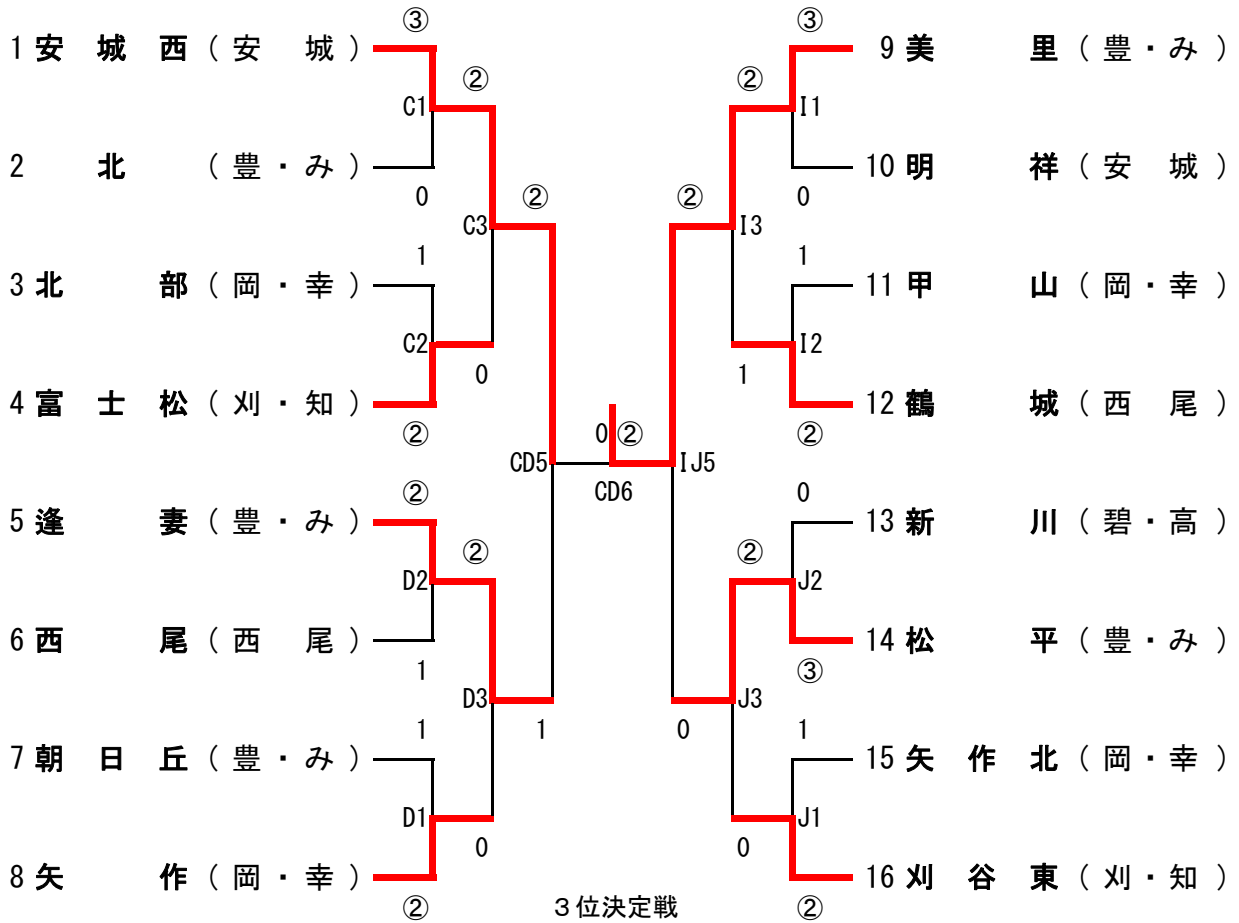 ③ ③
1 安城西(安城) 9 美里(豊・み)
② ②
C1 I1
2 北(豊・み) 10 明祥(安城)
0 0
② ②
C3 I3
1 1
3 北部(岡・幸) 11 甲山(岡・幸)
C2 I2
0 1
4 富士松(刈・知) 12 鶴城(西尾)
② 0 ② ②
CD5 IJ5
② CD6 0
5 逢妻(豊・み) 13 新川(碧・高)
② ②
D2 J2
6 西尾(西尾) 14 松平(豊・み)
1 ③
D3 J3
1 1 0 1
7 朝日丘(豊・み) 15 矢作北(岡・幸)
D1 J1
0 0
8 矢作(岡・幸) 16 刈谷東(刈・知)
② 3位決定戦 ②